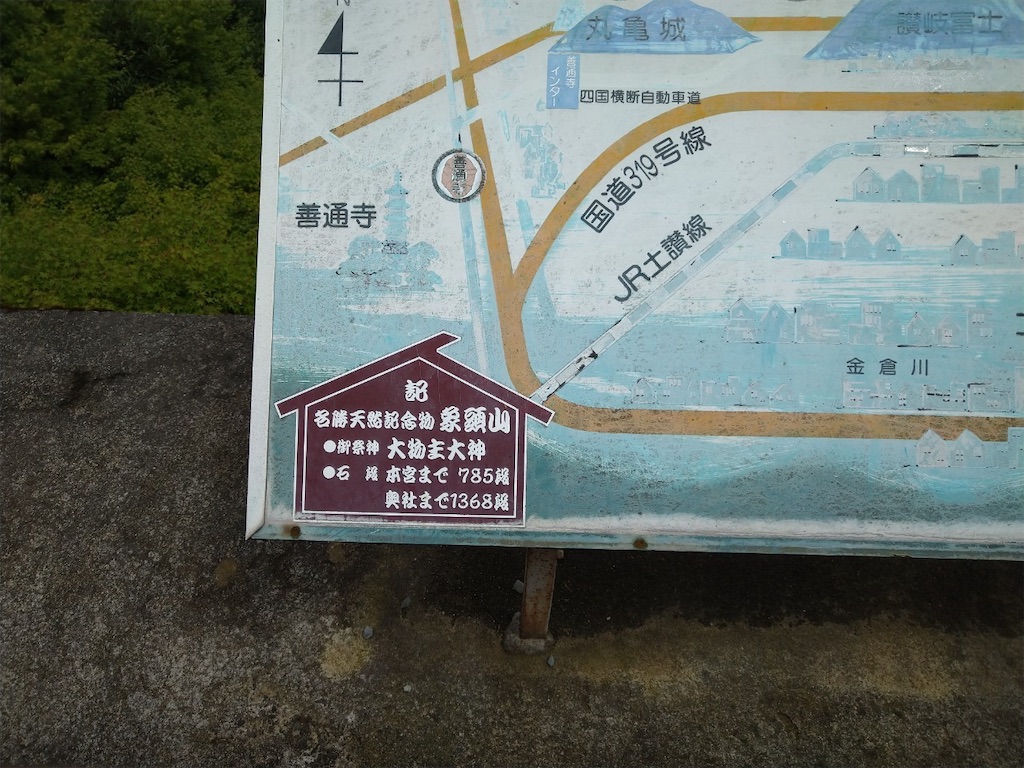 N
丸亀城
讃岐富士
善通寺
インター
四国横断自動車道
国道319号線
善通寺
善通寺
JR土讃線
金倉川
記
名勝天然記念物 象頭山
●御祭神 大物主大神
●石段 本宮まで 785段
奥社まで1368段